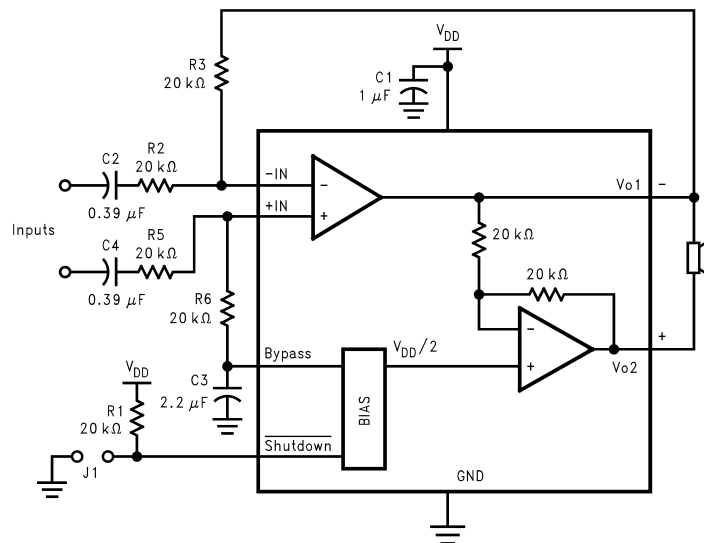 V_DD
R3
20 kΩ
C1
1 µF
C2
0.39 µF
R2
20 kΩ
-IN
−
+IN
+
Vo1
-
Inputs
C4
0.39 µF
R5
20 kΩ
20 kΩ
20 kΩ
R6
20 kΩ
Bypass
V_DD/2
−
+
+
Vo2
C3
2.2 µF
BIAS
V_DD
R1
20 kΩ
Shutdown
J1
GND